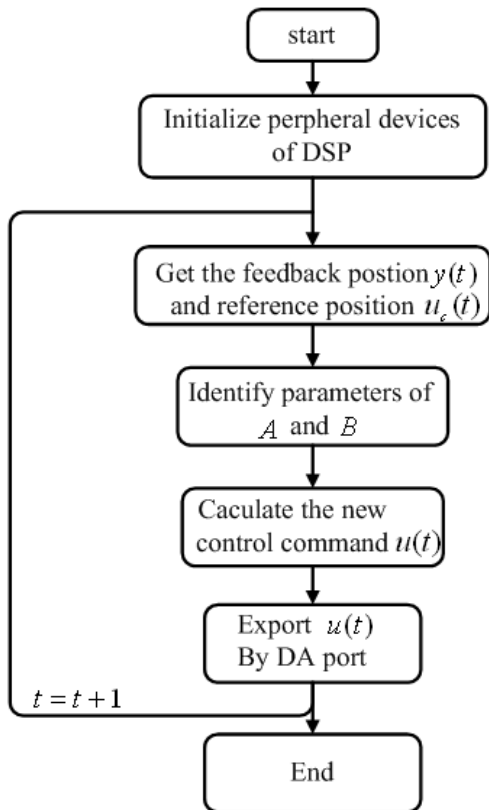 start
Initialize perpheral devices
of DSP
Get the feedback postion y(t)
and reference position u_c(t)
Identify parameters of
A and B
Caculate the new
control command u(t)
Export u(t)
By DA port
t = t + 1
End